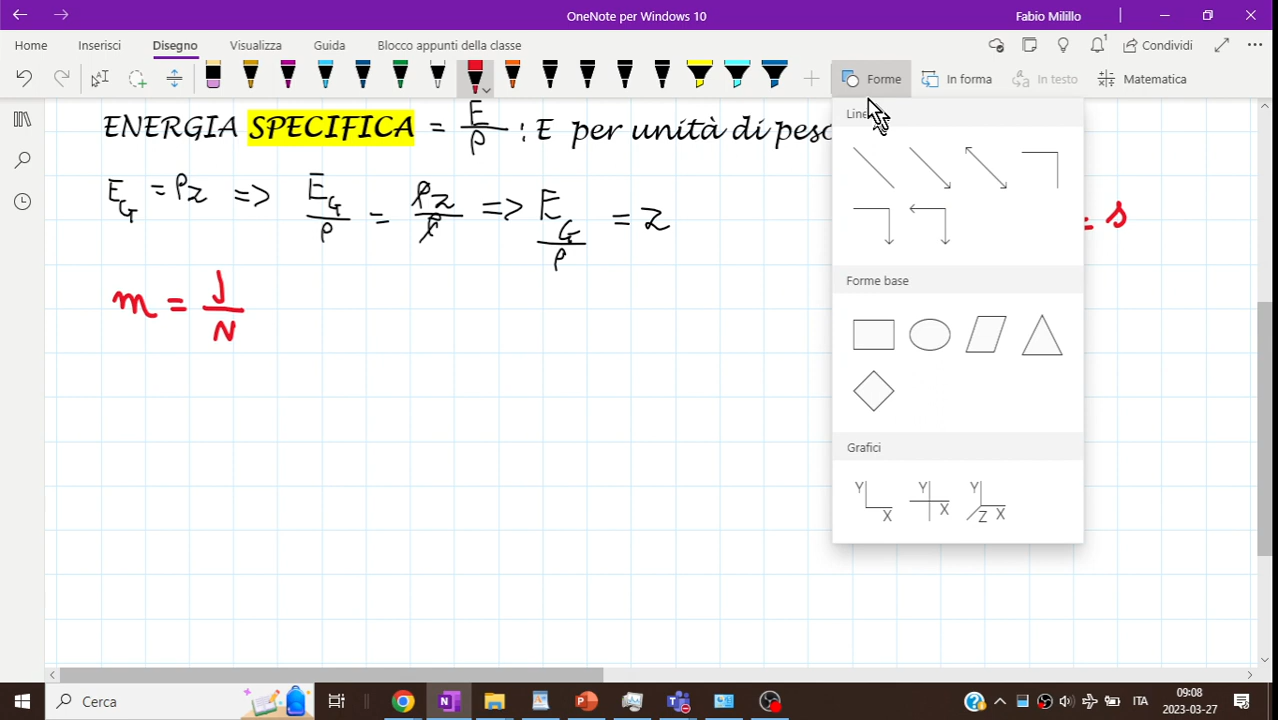 OneNote per Windows 10
Fabio Milillo
Home Inserisci Disegno Visualizza Guida Blocco appunti della classe
Condividi
Forme In forma In testo Matematica
ENERGIA SPECIFICA = E/P : E per unità di peso
E_G = Pz => E_G/P = Pz/P => E_G/P = z
= s
m = J/N
Forme base
Grafici
Y X Y X Y Z X
Cerca
ITA
09:08
2023-03-27